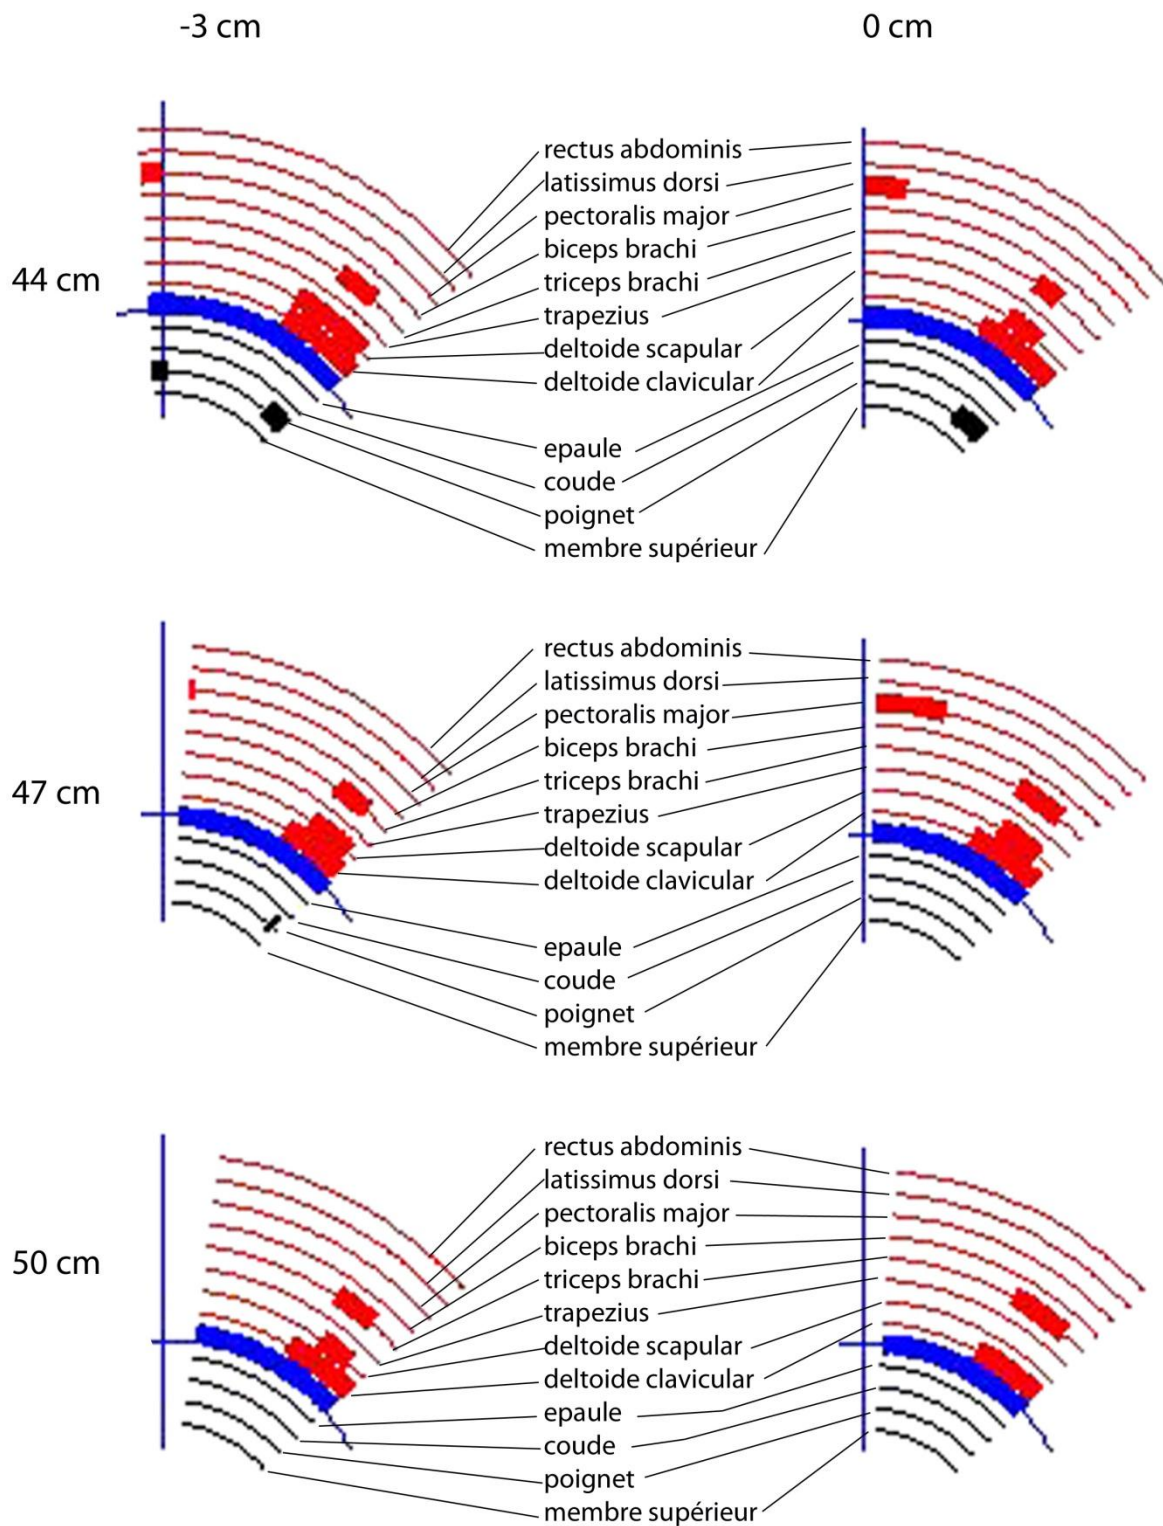 -3 cm
0 cm
44 cm
rectus abdominis
latissimus dorsi
pectoralis major
biceps brachi
triceps brachi
trapezius
deltoide scapular
deltoide clavicular
epaule
coude
poignet
membre supérieur
47 cm
rectus abdominis
latissimus dorsi
pectoralis major
biceps brachi
triceps brachi
trapezius
deltoide scapular
deltoide clavicular
epaule
coude
poignet
membre supérieur
50 cm
rectus abdominis
latissimus dorsi
pectoralis major
biceps brachi
triceps brachi
trapezius
deltoide scapular
deltoide clavicular
epaule
coude
poignet
membre supérieur